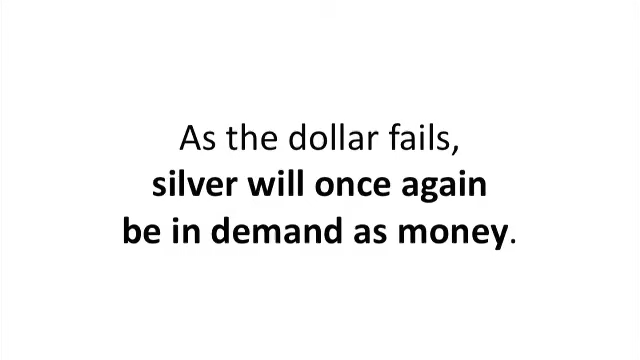 As the dollar fails,
silver will once again
be in demand as money.